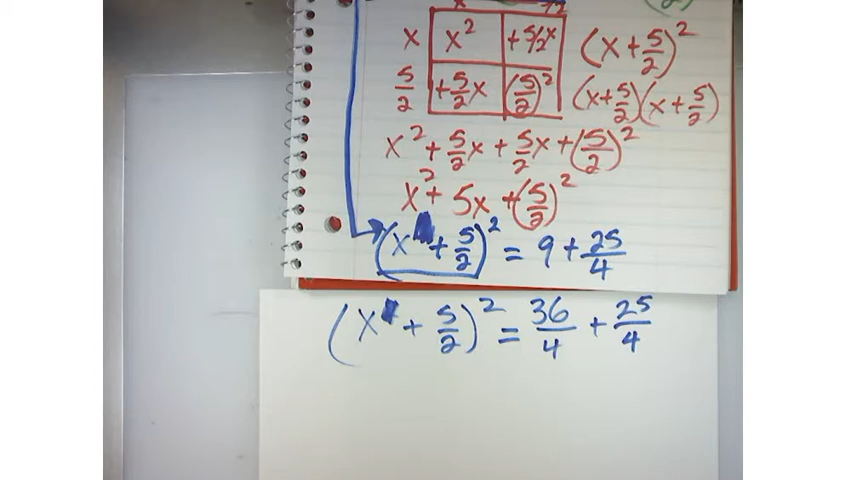 x x² +5/2x (x + 5/2)²
5/2 +5/2x (5/2)² (x + 5/2)(x + 5/2)
x² + 5/2x + 5/2x + (5/2)²
x² + 5x + (5/2)²
(x + 5/2)² = 9 + 25/4
(x + 5/2)² = 36/4 + 25/4